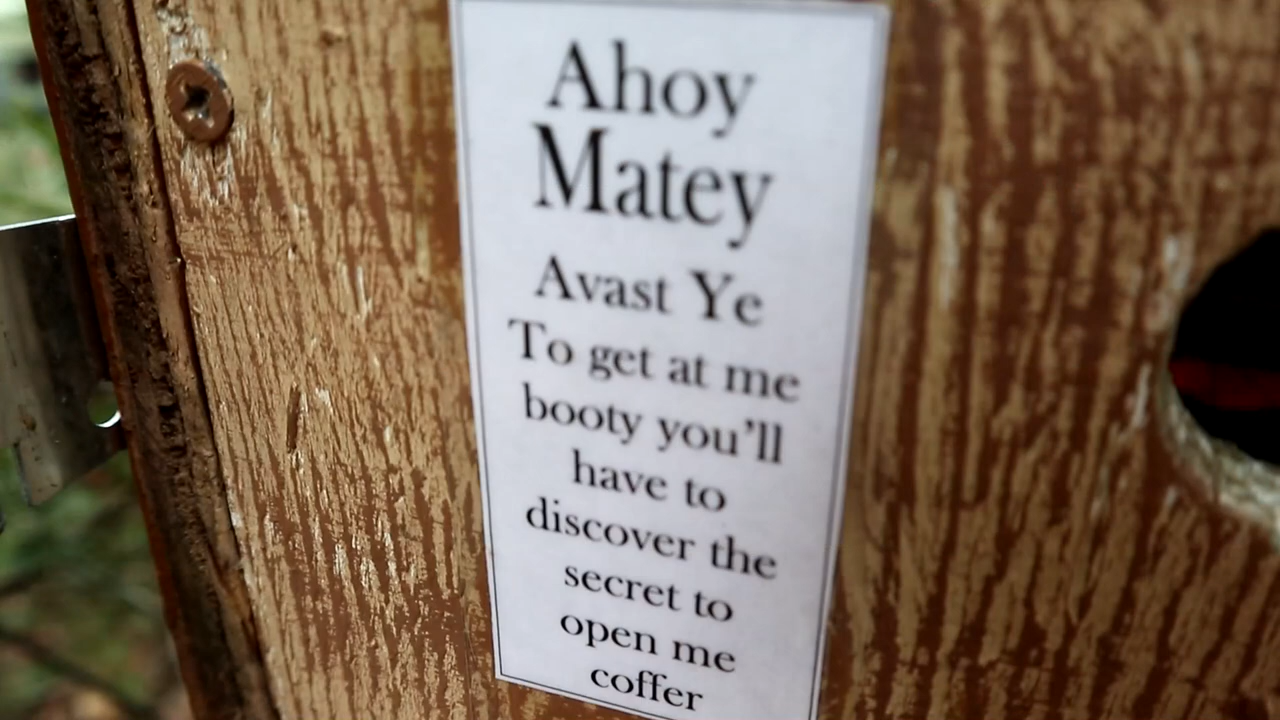 Ahoy
Matey
Avast Ye
To get at me
booty you'll
have to
discover the
secret to
open me
coffer